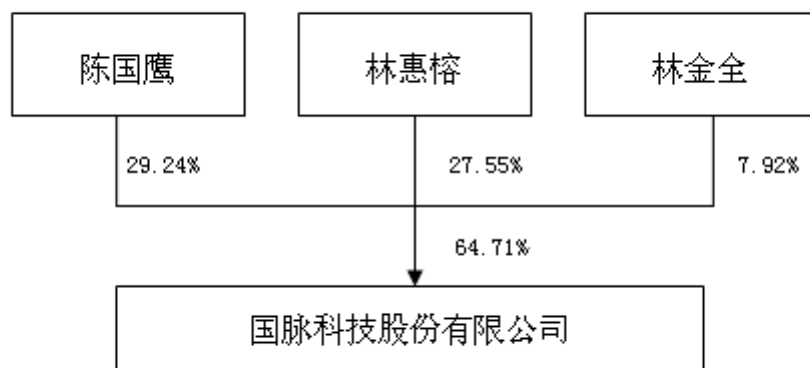 陈国鹰
林惠榕
林金全
29.24%
27.55%
7.92%
64.71%
国脉科技股份有限公司